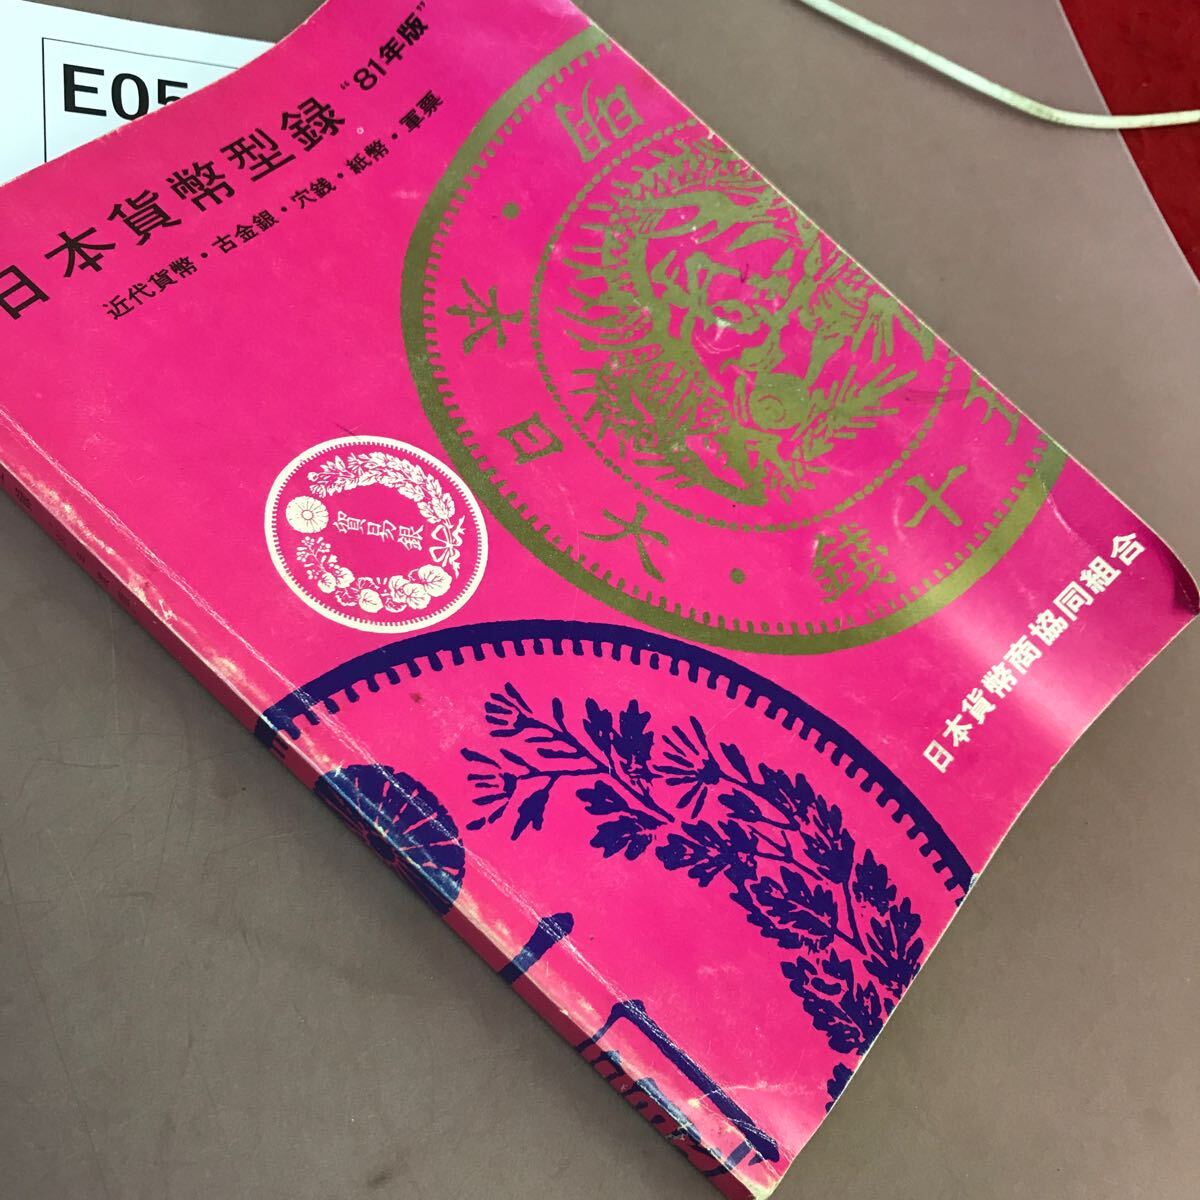 E05
日本貨幣型録 “81年版”
近代貨幣・古金銀・穴銭・紙幣・軍票
明
大日本
五十錢
貿易銀
日本貨幣商協同組合